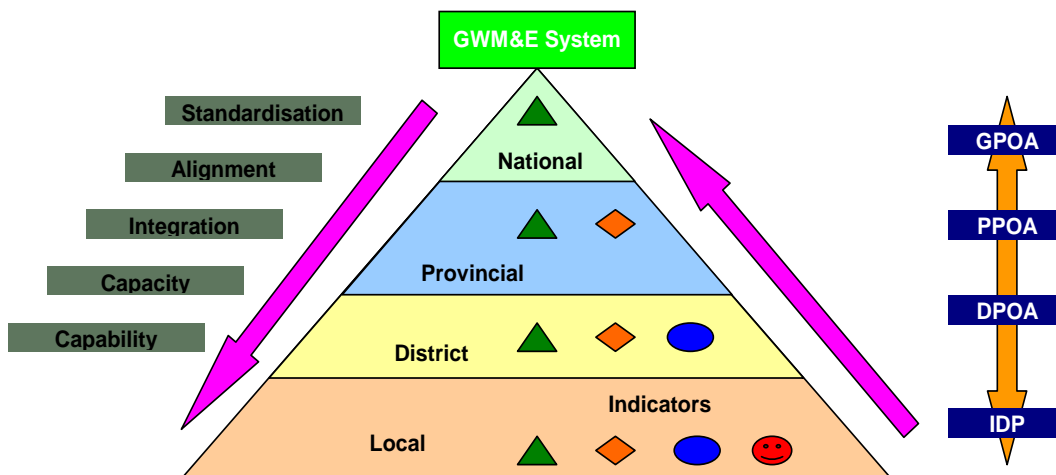 GWM&E System
Standardisation
Alignment
Integration
Capacity
Capability
National
Provincial
District
Indicators
Local
GPOA
PPOA
DPOA
IDP